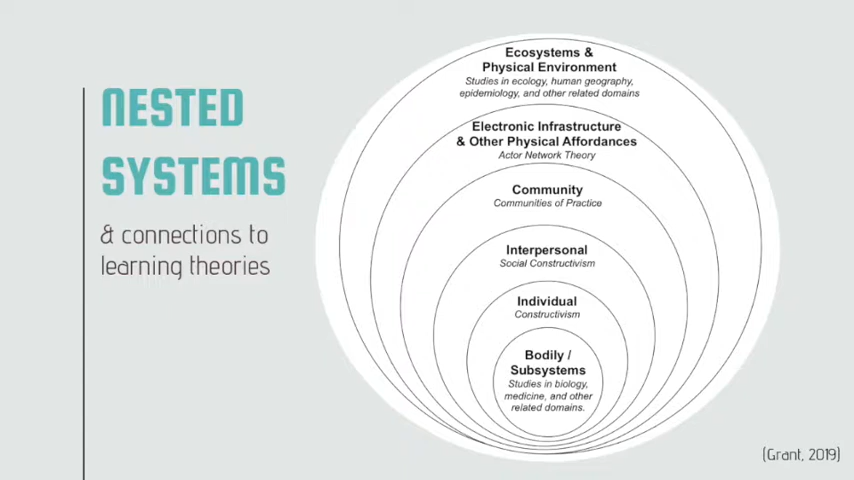 NESTED
SYSTEMS
& connections to
learning theories
Ecosystems &
Physical Environment
Studies in ecology, human geography,
epidemiology, and other related domains
Electronic Infrastructure
& Other Physical Affordances
Actor Network Theory
Community
Communities of Practice
Interpersonal
Social Constructivism
Individual
Constructivism
Bodily /
Subsystems
Studies in biology,
medicine, and other
related domains.
(Grant, 2019)